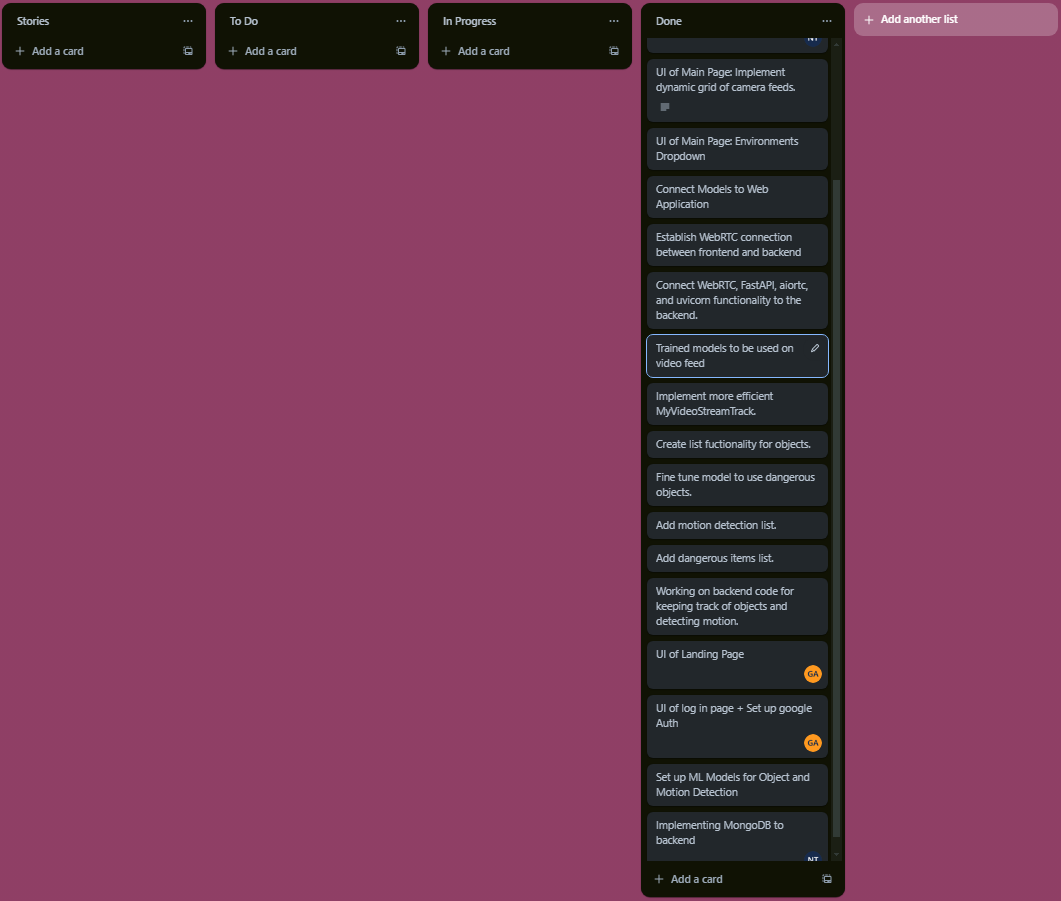 Stories
Add a card
To Do
Add a card
In Progress
Add a card
Done
Add another list
NT
UI of Main Page: Implement
dynamic grid of camera feeds.
UI of Main Page: Environments
Dropdown
Connect Models to Web
Application
Establish WebRTC connection
between frontend and backend
Connect WebRTC, FastAPI, aiortc,
and uvicorn functionality to the
backend.
Trained models to be used on
video feed
Implement more efficient
MyVideoStreamTrack.
Create list fuctionality for objects.
Fine tune model to use dangerous
objects.
Add motion detection list.
Add dangerous items list.
Working on backend code for
keeping track of objects and
detecting motion.
UI of Landing Page
GA
UI of log in page + Set up google
Auth
GA
Set up ML Models for Object and
Motion Detection
Implementing MongoDB to
backend
NT
Add a card